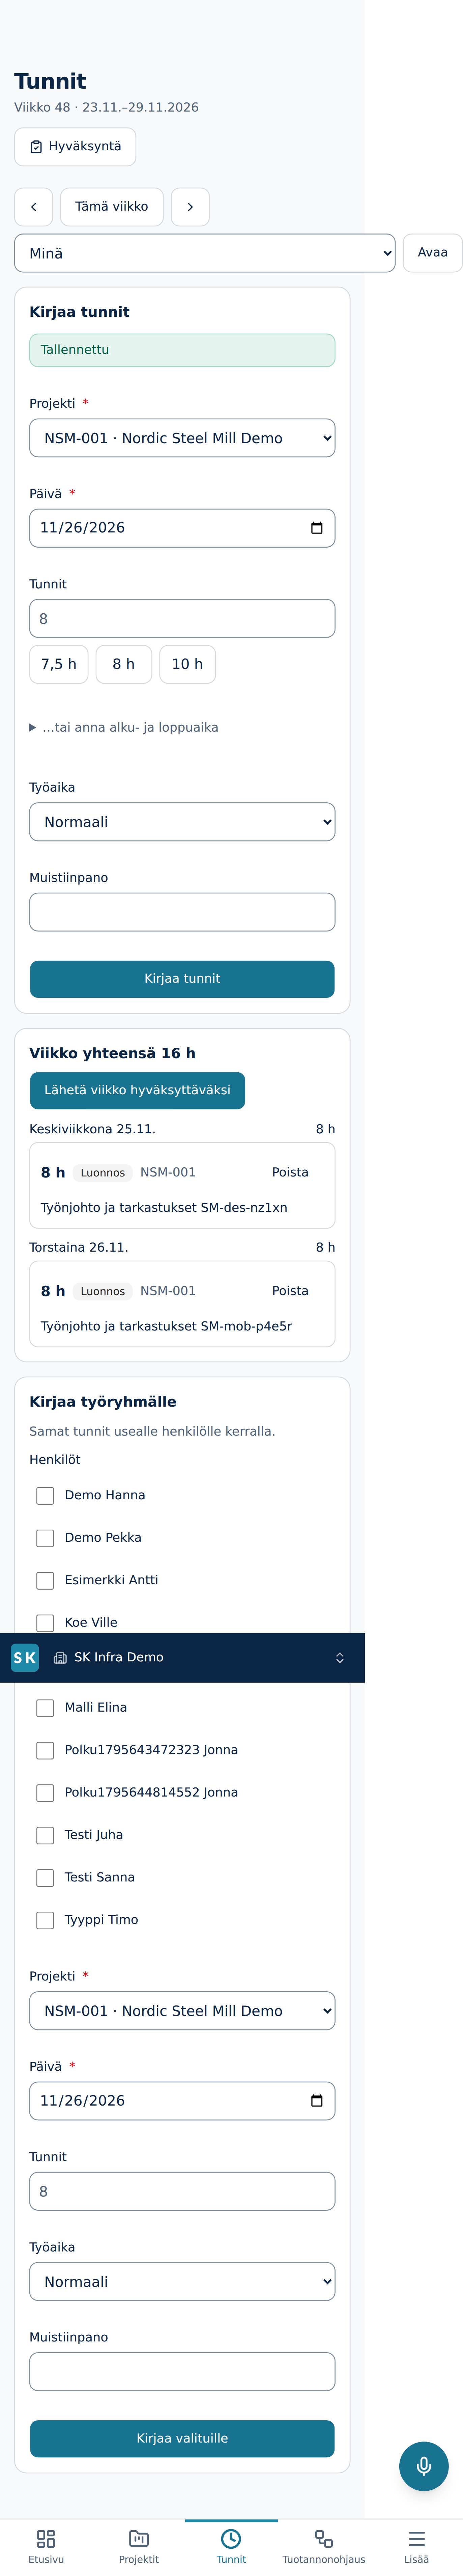 Tunnit
Viikko 48 · 23.11.–29.11.2026
Hyväksyntä
Tämä viikko
Minä
Avaa
Kirjaa tunnit
Tallennettu
Projekti *
NSM-001 · Nordic Steel Mill Demo
Päivä *
11/26/2026
Tunnit
8
7,5 h
8 h
10 h
...tai anna alku- ja loppuaika
Työaika
Normaali
Muistiinpano
Kirjaa tunnit
Viikko yhteensä 16 h
Lähetä viikko hyväksyttäväksi
Keskiviikkona 25.11. 8 h
8 h Luonnos NSM-001 Poista
Työnjohto ja tarkastukset SM-des-nz1xn
Torstaina 26.11. 8 h
8 h Luonnos NSM-001 Poista
Työnjohto ja tarkastukset SM-mob-p4e5r
Kirjaa työryhmälle
Samat tunnit usealle henkilölle kerralla.
Henkilöt
Demo Hanna
Demo Pekka
Esimerkki Antti
Koe Ville
SK SK Infra Demo
Malli Elina
Polku1795643472323 Jonna
Polku1795644814552 Jonna
Testi Juha
Testi Sanna
Tyyppi Timo
Projekti *
NSM-001 · Nordic Steel Mill Demo
Päivä *
11/26/2026
Tunnit
8
Työaika
Normaali
Muistiinpano
Kirjaa valituille
Etusivu
Projektit
Tunnit
Tuotannonohjaus
Lisää